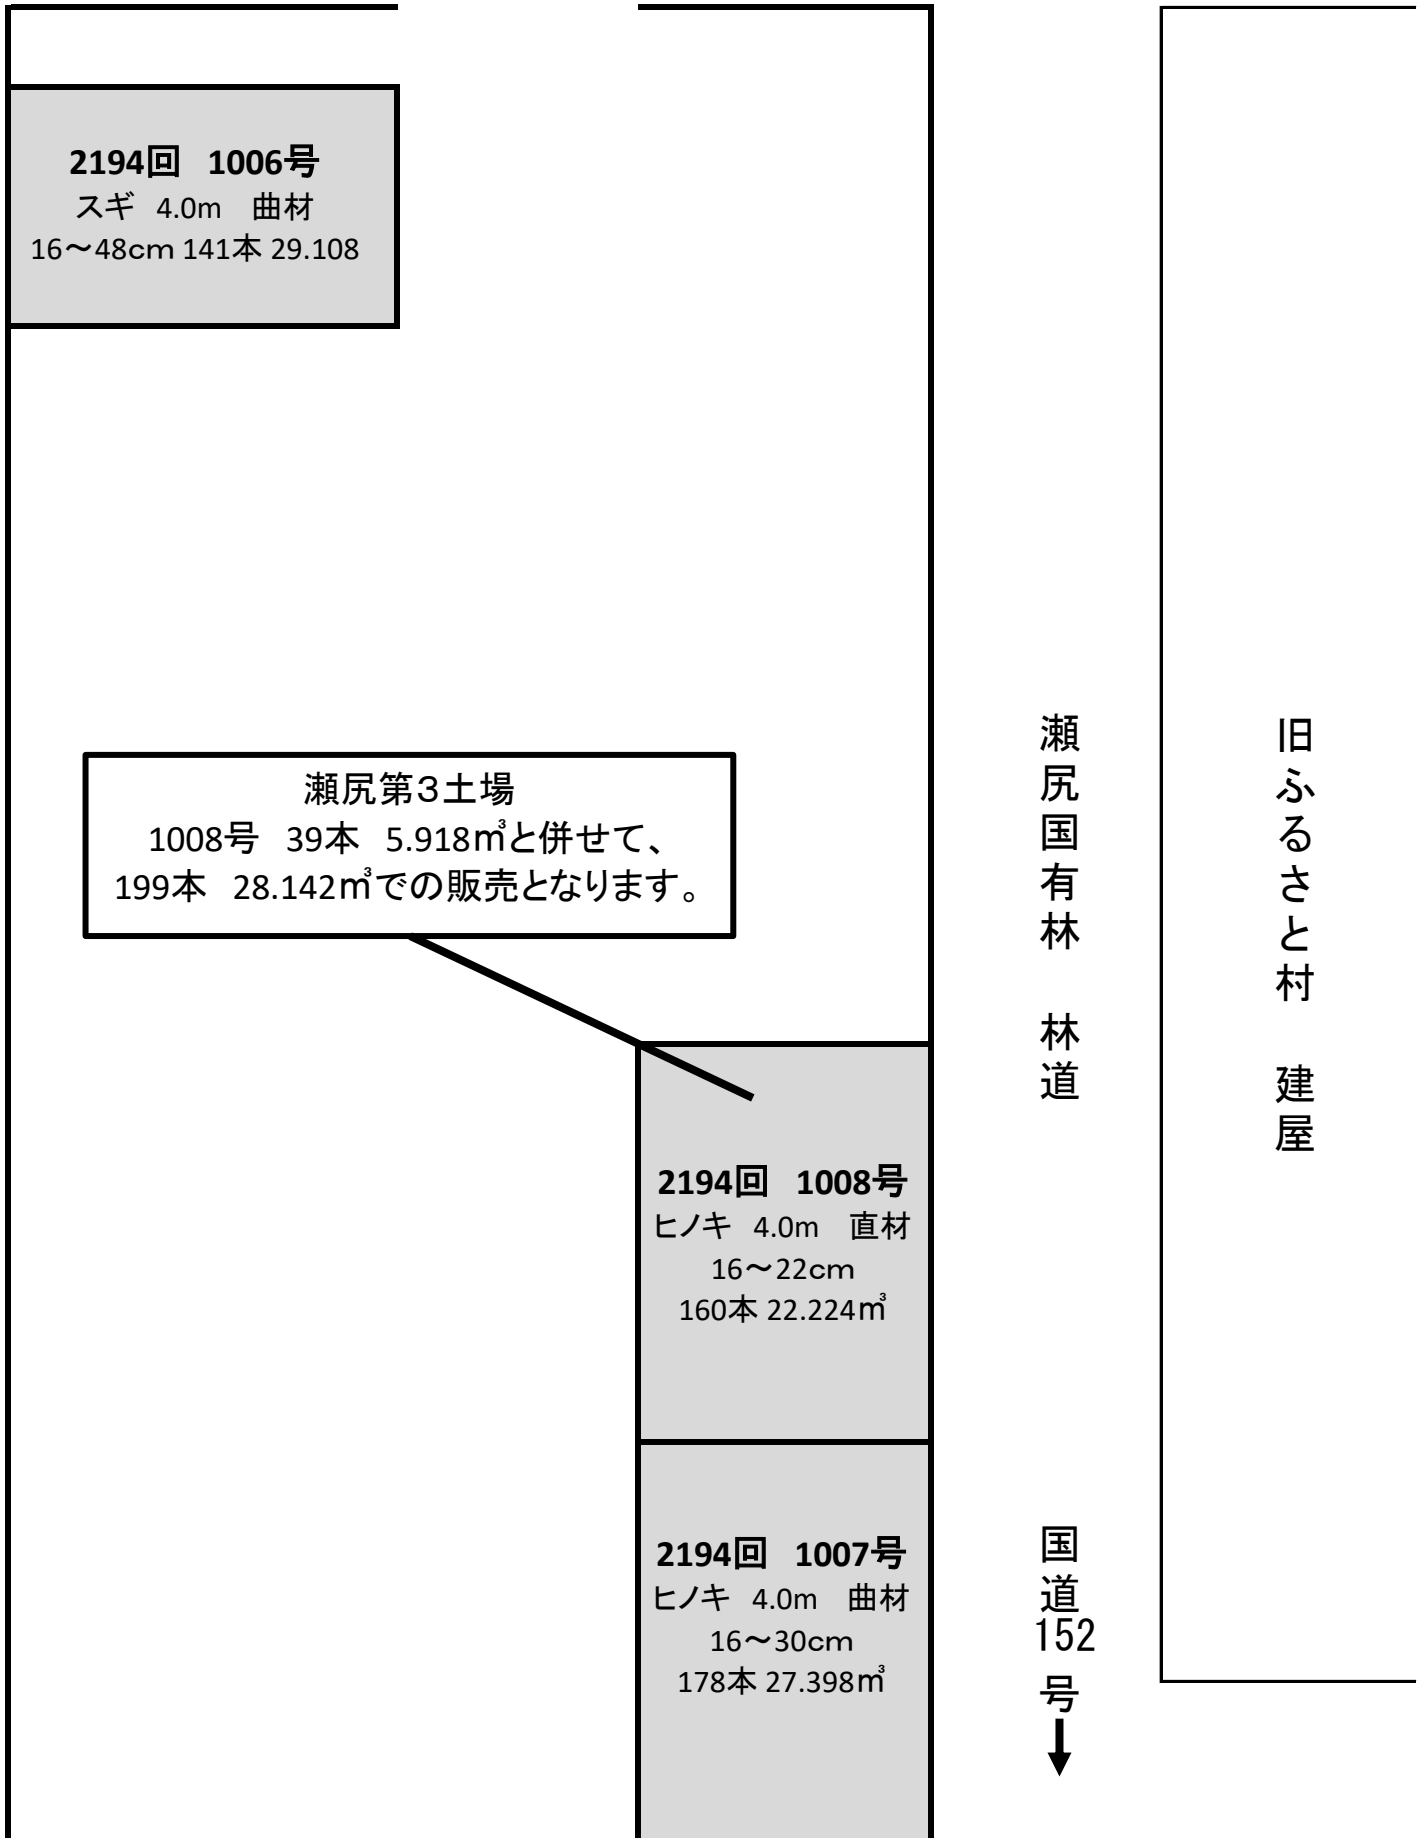 2194回 1006号
スギ 4.0m 曲材
16～48cm 141本 29.108
瀬尻第3土場
1008号 39本 5.918㎥と併せて、
199本 28.142㎥での販売となります。
2194回 1008号
ヒノキ 4.0m 直材
16～22cm
160本 22.224㎥
2194回 1007号
ヒノキ 4.0m 曲材
16～30cm
178本 27.398㎥
瀬尻国有林 林道
国道152号
旧ふるさと村 建屋